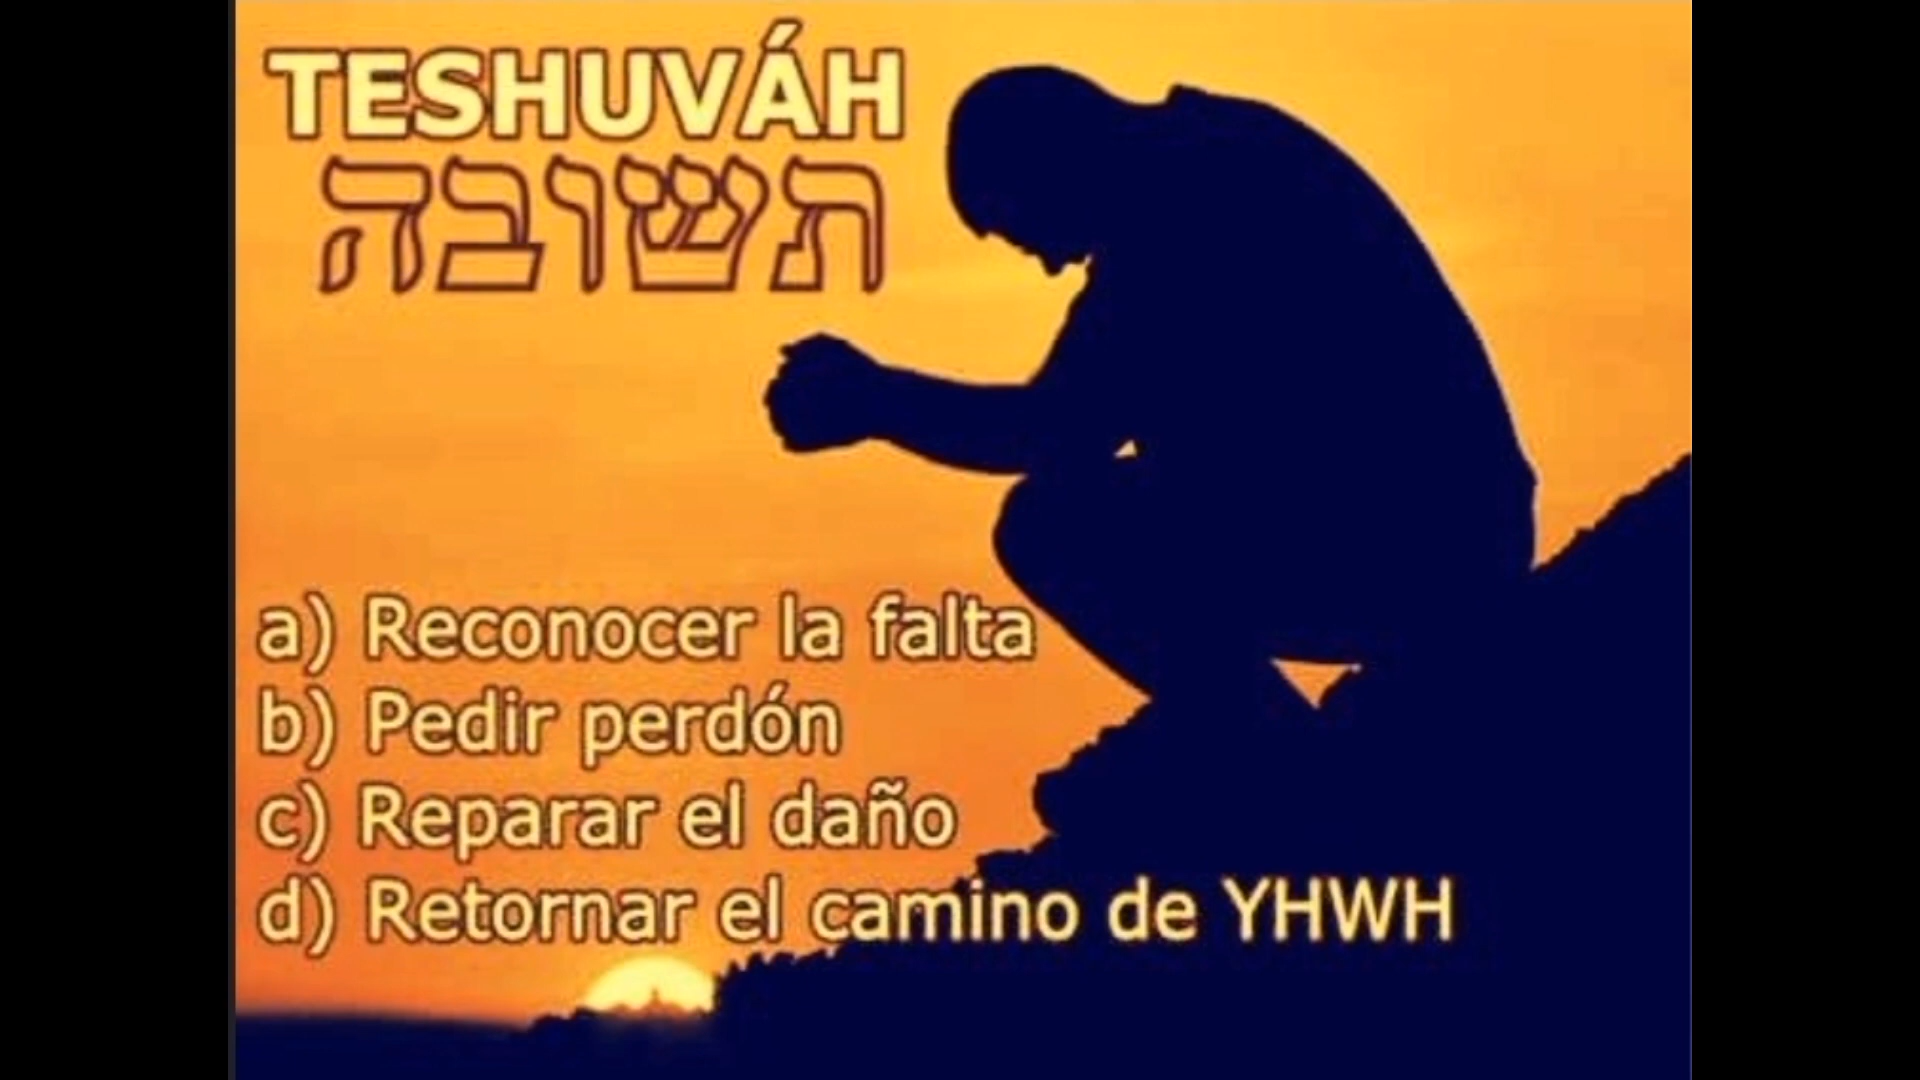 TESHUVÁH
תשובה
a) Reconocer la falta
b) Pedir perdón
c) Reparar el daño
d) Retornar el camino de YHWH